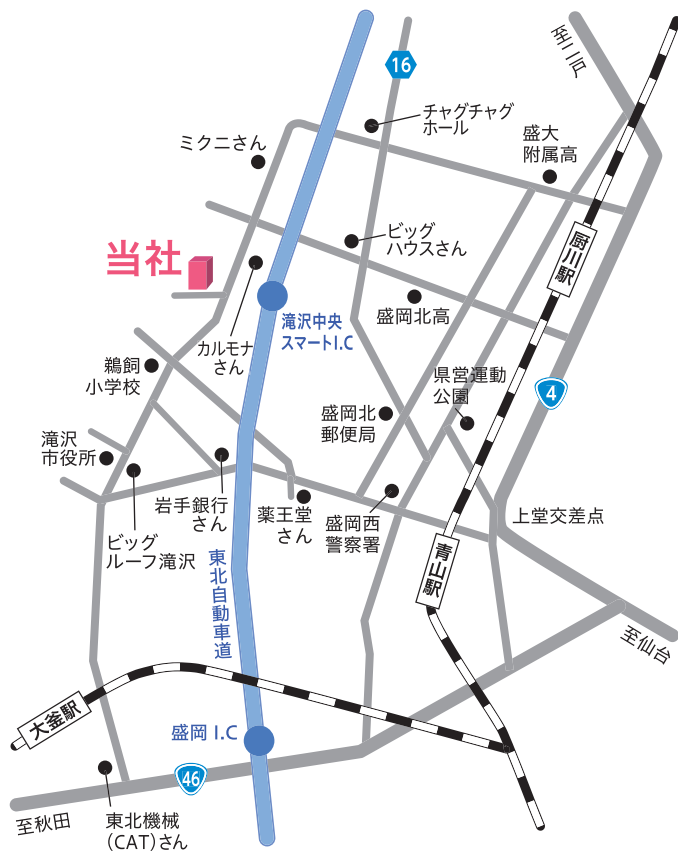 至二戸
16
チャグチャグ
ホール
盛大
附属高
ミクニさん
ビッグ
ハウスさん
厨川駅
当社
盛岡北高
滝沢中央
スマートI.C
カルモナ
さん
鵜飼
小学校
県営運動
公園
4
盛岡北
郵便局
滝沢
市役所
岩手銀行
さん
薬王堂
さん
盛岡西
警察署
上堂交差点
ビッグ
ルーフ滝沢
東北自動車道
青山駅
至仙台
大釜駅
盛岡 I.C
46
至秋田
東北機械
(CAT)さん